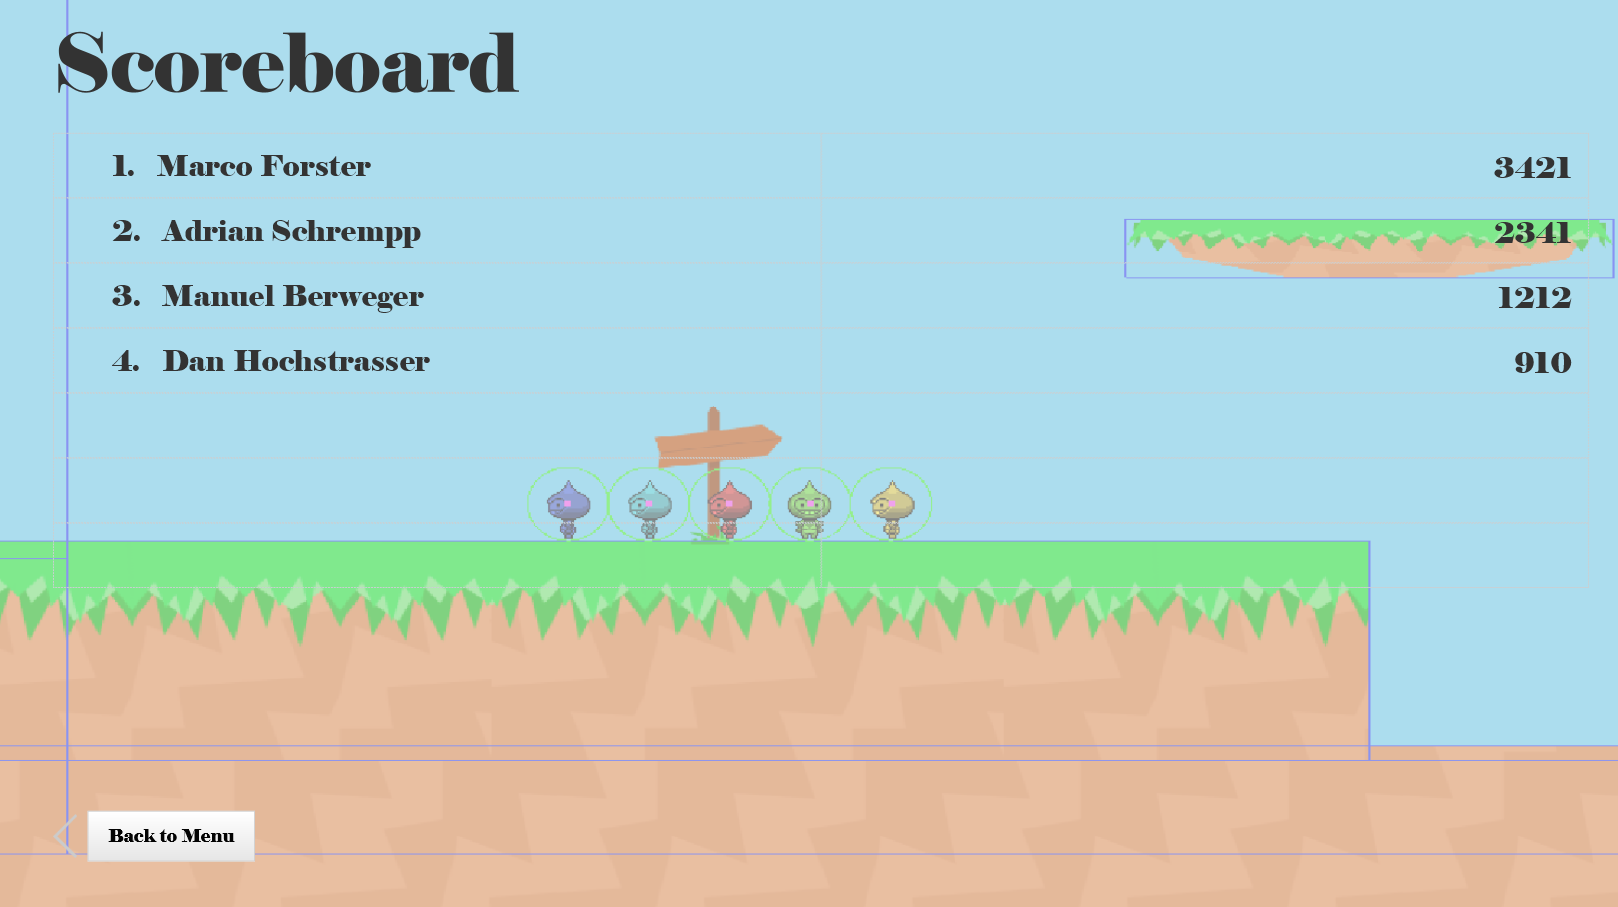 Scoreboard
1. Marco Forster 3421
2. Adrian Schrempp 2341
3. Manuel Berweger 1212
4. Dan Hochstrasser 910
Back to Menu